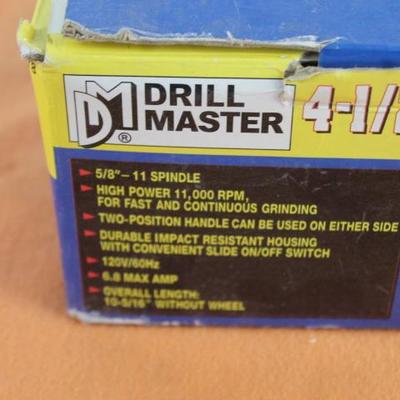 DM DRILL
MASTER
®
4-1/
5/8"– 11 SPINDLE
HIGH POWER 11,000 RPM,
FOR FAST AND CONTINUOUS GRINDING
TWO-POSITION HANDLE CAN BE USED ON EITHER SIDE
DURABLE IMPACT RESISTANT HOUSING
WITH CONVENIENT SLIDE ON/OFF SWITCH
120V/60Hz
6.8 MAX AMP
OVERALL LENGTH:
10-5/16" WITHOUT WHEEL